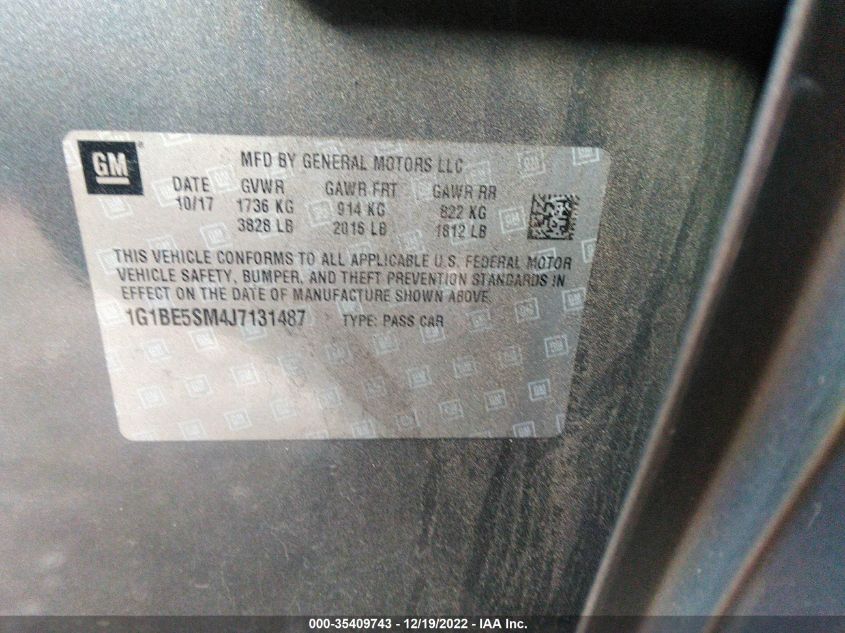 GM®
MFD BY GENERAL MOTORS LLC
DATE GVWR GAWR FRT GAWR RR
10/17 1736 KG 914 KG 822 KG
3828 LB 2016 LB 1812 LB
THIS VEHICLE CONFORMS TO ALL APPLICABLE U.S. FEDERAL MOTOR
VEHICLE SAFETY, BUMPER, AND THEFT PREVENTION STANDARDS IN
EFFECT ON THE DATE OF MANUFACTURE SHOWN ABOVE.
1G1BE5SM4J7131487 TYPE: PASS CAR
000-35409743 - 12/19/2022 - IAA Inc.